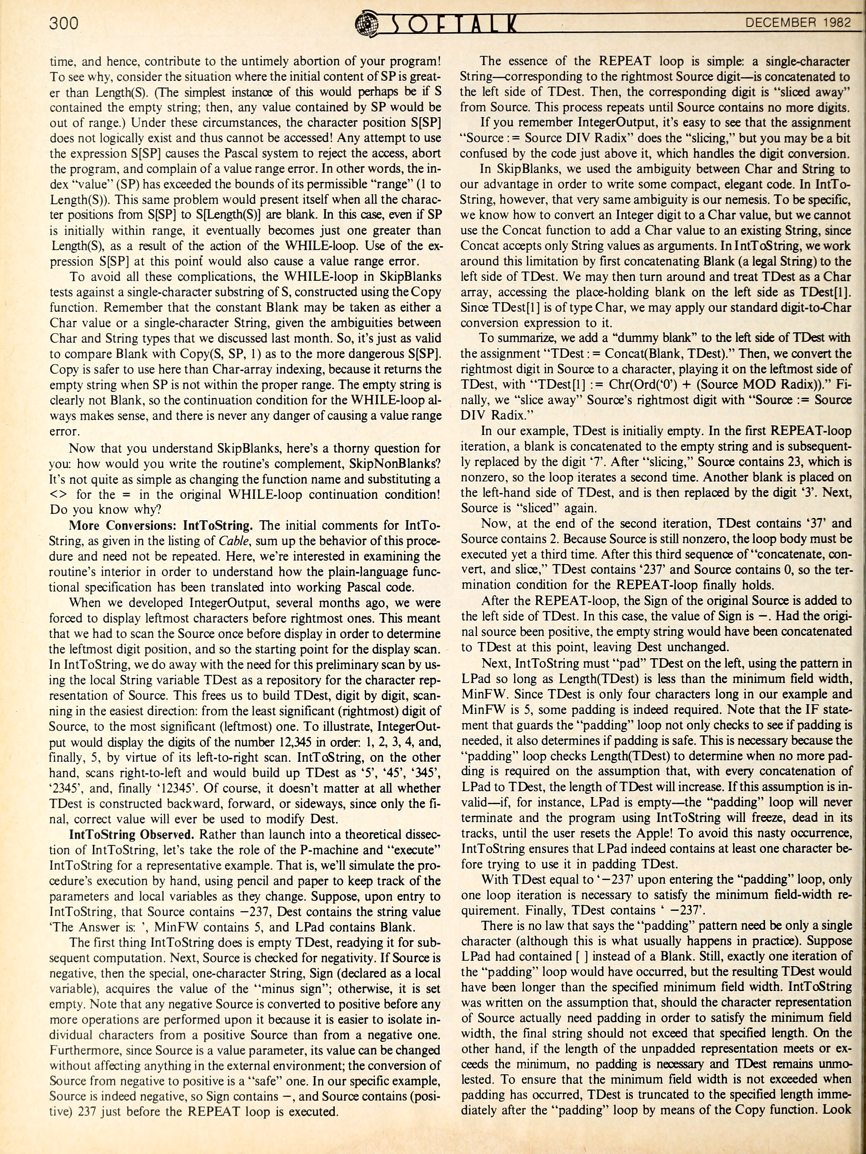 300
SOFTALK
DECEMBER 1982
time, and hence, contribute to the untimely abortion of your program!
To see why, consider the situation where the initial content of SP is great-
er than Length(S). (The simplest instance of this would perhaps be if S
contained the empty string; then, any value contained by SP would be
out of range.) Under these circumstances, the character position S[SP]
does not logically exist and thus cannot be accessed! Any attempt to use
the expression S[SP] causes the Pascal system to reject the access, abort
the program, and complain of a value range error. In other words, the in-
dex “value” (SP) has exceeded the bounds of its permissible “range” (1 to
Length(S)). This same problem would present itself when all the charac-
ter positions from S[SP] to S[Length(S)] are blank. In this case, even if SP
is initially within range, it eventually becomes just one greater than
Length(S), as a result of the action of the WHILE-loop. Use of the ex-
pression S[SP] at this point would also cause a value range error.
To avoid all these complications, the WHILE-loop in SkipBlanks
tests against a single-character substring of S, constructed using the Copy
function. Remember that the constant Blank may be taken as either a
Char value or a single-character String, given the ambiguities between
Char and String types that we discussed last month. So, it’s just as valid
to compare Blank with Copy(S, SP, 1) as to the more dangerous S[SP].
Copy is safer to use here than Char-array indexing, because it returns the
empty string when SP is not within the proper range. The empty string is
clearly not Blank, so the continuation condition for the WHILE-loop al-
ways makes sense, and there is never any danger of causing a value range
error.
Now that you understand SkipBlanks, here’s a thorny question for
you: how would you write the routine’s complement, SkipNonBlanks?
It’s not quite as simple as changing the function name and substituting a
<> for the = in the original WHILE-loop continuation condition!
Do you know why?
More Conversions: IntToString. The initial comments for IntTo-
String, as given in the listing of Cable, sum up the behavior of this proce-
dure and need not be repeated. Here, we’re interested in examining the
routine’s interior in order to understand how the plain-language func-
tional specification has been translated into working Pascal code.
When we developed IntegerOutput, several months ago, we were
forced to display leftmost characters before rightmost ones. This meant
that we had to scan the Source once before display in order to determine
the leftmost digit position, and so the starting point for the display scan.
In IntToString, we do away with the need for this preliminary scan by us-
ing the local String variable TDest as a repository for the character rep-
resentation of Source. This frees us to build TDest, digit by digit, scan-
ning in the easiest direction: from the least significant (rightmost) digit of
Source, to the most significant (leftmost) one. To illustrate, IntegerOut-
put would display the digits of the number 12,345 in order: 1, 2, 3, 4, and,
finally, 5, by virtue of its left-to-right scan. IntToString, on the other
hand, scans right-to-left and would build up TDest as ‘5’, ‘45’, ‘345’,
‘2345’, and, finally ‘12345’. Of course, it doesn’t matter at all whether
TDest is constructed backward, forward, or sideways, since only the fi-
nal, correct value will ever be used to modify Dest.
IntToString Observed. Rather than launch into a theoretical dissec-
tion of IntToString, let’s take the role of the P-machine and “execute”
IntToString for a representative example. That is, we’ll simulate the pro-
cedure’s execution by hand, using pencil and paper to keep track of the
parameters and local variables as they change. Suppose, upon entry to
IntToString, that Source contains −237, Dest contains the string value
‘The Answer is: ’, MinFW contains 5, and LPad contains Blank.
The first thing IntToString does is empty TDest, readying it for sub-
sequent computation. Next, Source is checked for negativity. If Source is
negative, then the special, one-character String, Sign (declared as a local
variable), acquires the value of the “minus sign”; otherwise, it is set
empty. Note that any negative Source is converted to positive before any
more operations are performed upon it because it is easier to isolate in-
dividual characters from a positive Source than from a negative one.
Furthermore, since Source is a value parameter, its value can be changed
without affecting anything in the external environment; the conversion of
Source from negative to positive is a “safe” one. In our specific example,
Source is indeed negative, so Sign contains −, and Source contains (posi-
tive) 237 just before the REPEAT loop is executed.
The essence of the REPEAT loop is simple: a single-character
String—corresponding to the rightmost Source digit—is concatenated to
the left side of TDest. Then, the corresponding digit is “sliced away”
from Source. This process repeats until Source contains no more digits.
If you remember IntegerOutput, it’s easy to see that the assignment
“Source := Source DIV Radix” does the “slicing,” but you may be a bit
confused by the code just above it, which handles the digit conversion.
In SkipBlanks, we used the ambiguity between Char and String to
our advantage in order to write some compact, elegant code. In IntTo-
String, however, that very same ambiguity is our nemesis. To be specific,
we know how to convert an Integer digit to a Char value, but we cannot
use the Concat function to add a Char value to an existing String, since
Concat accepts only String values as arguments. In IntToString, we work
around this limitation by first concatenating Blank (a legal String) to the
left side of TDest. We may then turn around and treat TDest as a Char
array, accessing the place-holding blank on the left side as TDest[1].
Since TDest[1] is of type Char, we may apply our standard digit-to-Char
conversion expression to it.
To summarize, we add a “dummy blank” to the left side of TDest with
the assignment “TDest := Concat(Blank, TDest).” Then, we convert the
rightmost digit in Source to a character, playing it on the leftmost side of
TDest, with “TDest[1] := Chr(Ord(‘0’) + (Source MOD Radix)).” Fi-
nally, we “slice away” Source’s rightmost digit with “Source := Source
DIV Radix.”
In our example, TDest is initially empty. In the first REPEAT-loop
iteration, a blank is concatenated to the empty string and is subsequent-
ly replaced by the digit ‘7’. After “slicing,” Source contains 23, which is
nonzero, so the loop iterates a second time. Another blank is placed on
the left-hand side of TDest, and is then replaced by the digit ‘3’. Next,
Source is “sliced” again.
Now, at the end of the second iteration, TDest contains ‘37’ and
Source contains 2. Because Source is still nonzero, the loop body must be
executed yet a third time. After this third sequence of “concatenate, con-
vert, and slice,” TDest contains ‘237’ and Source contains 0, so the ter-
mination condition for the REPEAT-loop finally holds.
After the REPEAT-loop, the Sign of the original Source is added to
the left side of TDest. In this case, the value of Sign is −. Had the origi-
nal source been positive, the empty string would have been concatenated
to TDest at this point, leaving Dest unchanged.
Next, IntToString must “pad” TDest on the left, using the pattern in
LPad so long as Length(TDest) is less than the minimum field width,
MinFW. Since TDest is only four characters long in our example and
MinFW is 5, some padding is indeed required. Note that the IF state-
ment that guards the “padding” loop not only checks to see if padding is
needed, it also determines if padding is safe. This is necessary because the
“padding” loop checks Length(TDest) to determine when no more pad-
ding is required on the assumption that, with every concatenation of
LPad to TDest, the length of TDest will increase. If this assumption is in-
valid—if, for instance, LPad is empty—the “padding” loop will never
terminate and the program using IntToString will freeze, dead in its
tracks, until the user resets the Apple! To avoid this nasty occurrence,
IntToString ensures that LPad indeed contains at least one character be-
fore trying to use it in padding TDest.
With TDest equal to ‘−237’ upon entering the “padding” loop, only
one loop iteration is necessary to satisfy the minimum field-width re-
quirement. Finally, TDest contains ‘ −237’.
There is no law that says the “padding” pattern need be only a single
character (although this is what usually happens in practice). Suppose
LPad had contained [ ] instead of a Blank. Still, exactly one iteration of
the “padding” loop would have occurred, but the resulting TDest would
have been longer than the specified minimum field width. IntToString
was written on the assumption that, should the character representation
of Source actually need padding in order to satisfy the minimum field
width, the final string should not exceed that specified length. On the
other hand, if the length of the unpadded representation meets or ex-
ceeds the minimum, no padding is necessary and TDest remains unmo-
lested. To ensure that the minimum field width is not exceeded when
padding has occurred, TDest is truncated to the specified length imme-
diately after the “padding” loop by means of the Copy function. Look